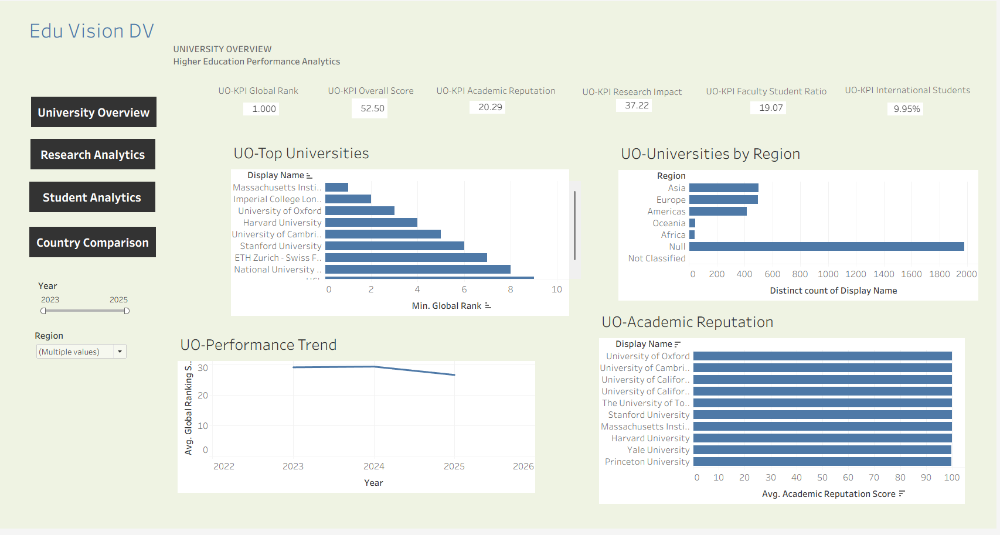 Edu Vision DV
UNIVERSITY OVERVIEW
Higher Education Performance Analytics
UO-KPI Global Rank
1.000
UO-KPI Overall Score
52.50
UO-KPI Academic Reputation
20.29
UO-KPI Research Impact
37.22
UO-KPI Faculty Student Ratio
19.07
UO-KPI International Students
9.95%
University Overview
Research Analytics
Student Analytics
Country Comparison
Year
2023 2025
Region
(Multiple values)
UO-Top Universities
Display Name
Massachusetts Insti..
Imperial College Lon..
University of Oxford
Harvard University
University of Cambri..
Stanford University
ETH Zurich - Swiss F..
National University ..
0 2 4 6 8 10
Min. Global Rank
UO-Universities by Region
Region
Asia
Europe
Americas
Oceania
Africa
Null
Not Classified
0 200 400 600 800 1000 1200 1400 1600 1800 2000
Distinct count of Display Name
UO-Performance Trend
Avg. Global Ranking S..
30
20
10
0
2022 2023 2024 2025 2026
Year
UO-Academic Reputation
Display Name
University of Oxford
University of Cambri..
University of Califor..
University of Califor..
The University of To..
Stanford University
Massachusetts Insti..
Harvard University
Yale University
Princeton University
0 10 20 30 40 50 60 70 80 90 100
Avg. Academic Reputation Score